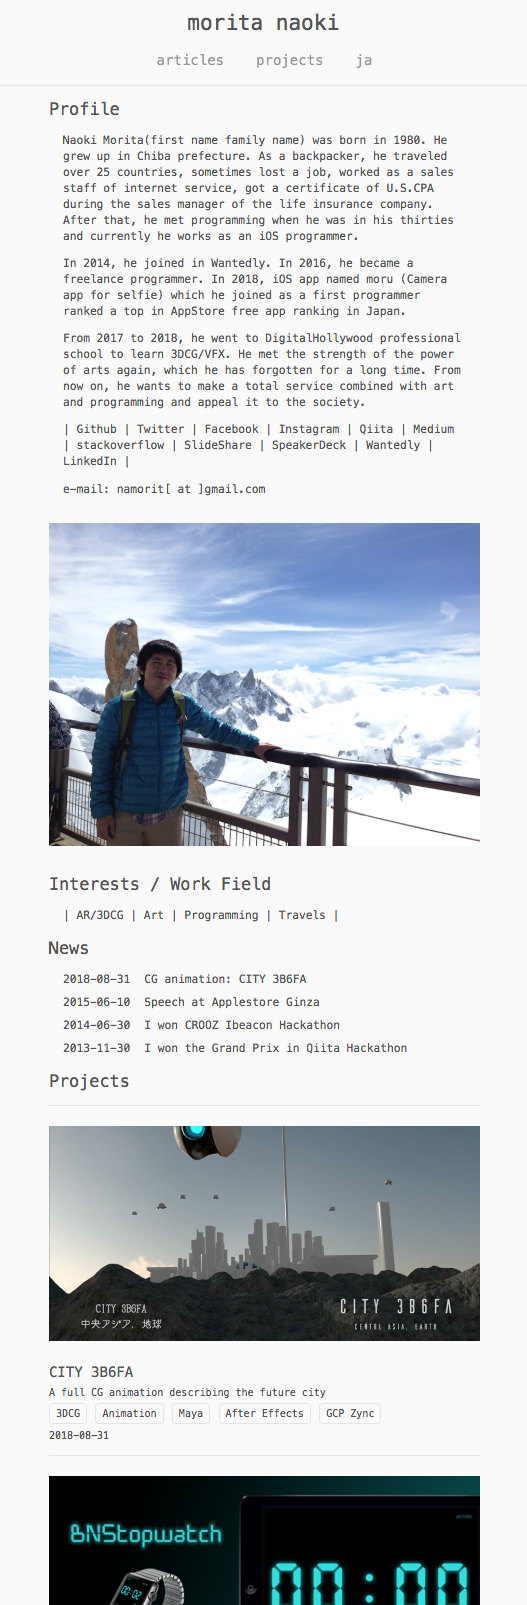 morita naoki
articles projects ja
Profile
Naoki Morita(first name family name) was born in 1980. He
grew up in Chiba prefecture. As a backpacker, he traveled
over 25 countries, sometimes lost a job, worked as a sales
staff of internet service, got a certificate of U.S.CPA
during the sales manager of the life insurance company.
After that, he met programming when he was in his thirties
and currently he works as an iOS programmer.
In 2014, he joined in Wantedly. In 2016, he became a
freelance programmer. In 2018, iOS app named moru (Camera
app for selfie) which he joined as a first programmer
ranked a top in AppStore free app ranking in Japan.
From 2017 to 2018, he went to DigitalHollywood professional
school to learn 3DCG/VFX. He met the strength of the power
of arts again, which he has forgotten for a long time. From
now on, he wants to make a total service combined with art
and programming and appeal it to the society.
| Github | Twitter | Facebook | Instagram | Qiita | Medium
| stackoverflow | SlideShare | SpeakerDeck | Wantedly |
LinkedIn |
e-mail: namorit[ at ]gmail.com
Interests / Work Field
| AR/3DCG | Art | Programming | Travels |
News
2018-08-31 CG animation: CITY 3B6FA
2015-06-10 Speech at Applestore Ginza
2014-06-30 I won CROOZ Ibeacon Hackathon
2013-11-30 I won the Grand Prix in Qiita Hackathon
Projects
CITY 3B6FA
中央アジア, 地球
CITY 3B6FA
CENTRL ASIA, EARTH
CITY 3B6FA
A full CG animation describing the future city
3DCG Animation Maya After Effects GCP Zync
2018-08-31
BNStopwatch
00:02
00:00